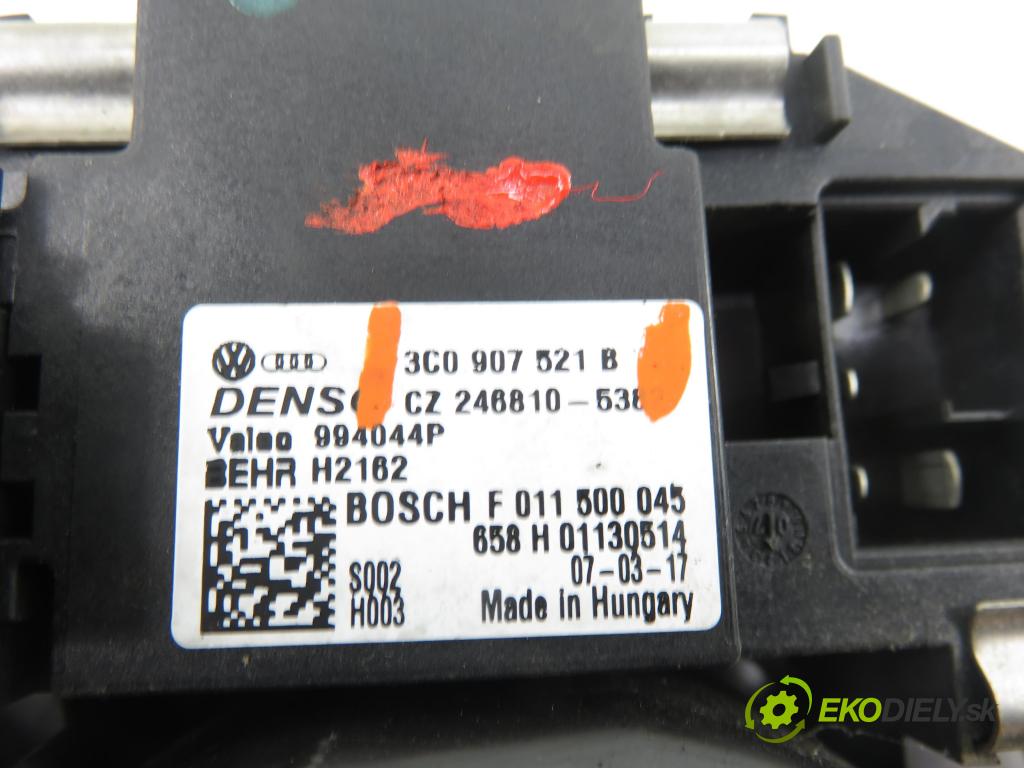 3C0 907 521 B
CZ 246810-538
Valeo 994044P
BEHR H2162
BOSCH F 011 500 045
658 H 01130514
07-03-17
S002
H003
Made in Hungary
EKODIELY.sk